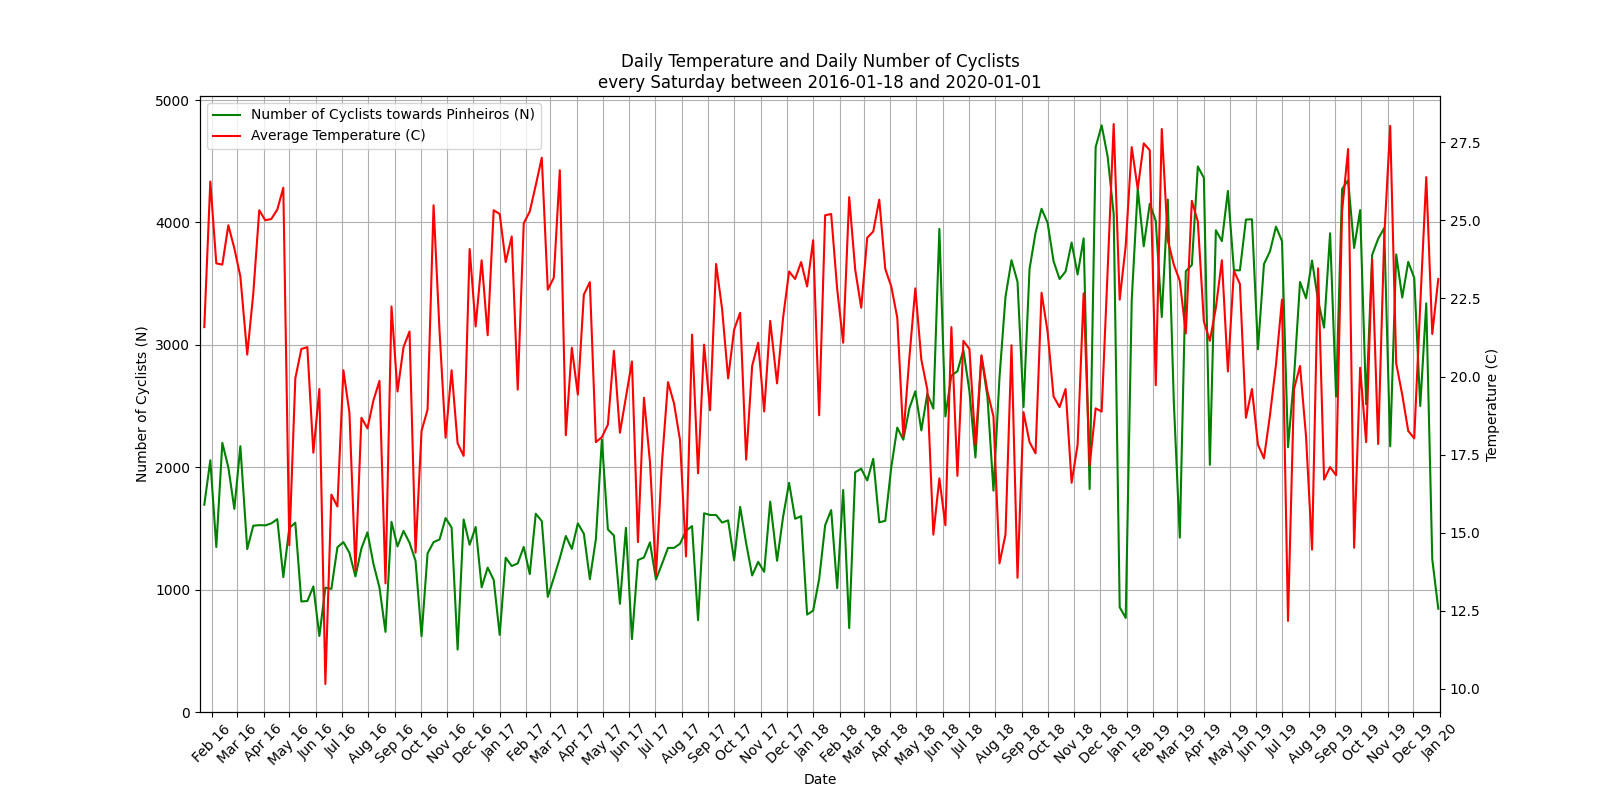 Daily Temperature and Daily Number of Cyclists
every Saturday between 2016-01-18 and 2020-01-01
Number of Cyclists towards Pinheiros (N)
Average Temperature (C)
Number of Cyclists (N)
5000
4000
3000
2000
1000
0
Temperature (C)
27.5
25.0
22.5
20.0
17.5
15.0
12.5
10.0
Feb 16
Mar 16
Apr 16
May 16
Jun 16
Jul 16
Aug 16
Sep 16
Oct 16
Nov 16
Dec 16
Jan 17
Feb 17
Mar 17
Apr 17
May 17
Jun 17
Jul 17
Aug 17
Sep 17
Oct 17
Nov 17
Dec 17
Jan 18
Feb 18
Mar 18
Apr 18
May 18
Jun 18
Jul 18
Aug 18
Sep 18
Oct 18
Nov 18
Dec 18
Jan 19
Feb 19
Mar 19
Apr 19
May 19
Jun 19
Jul 19
Aug 19
Sep 19
Oct 19
Nov 19
Dec 19
Jan 20
Date